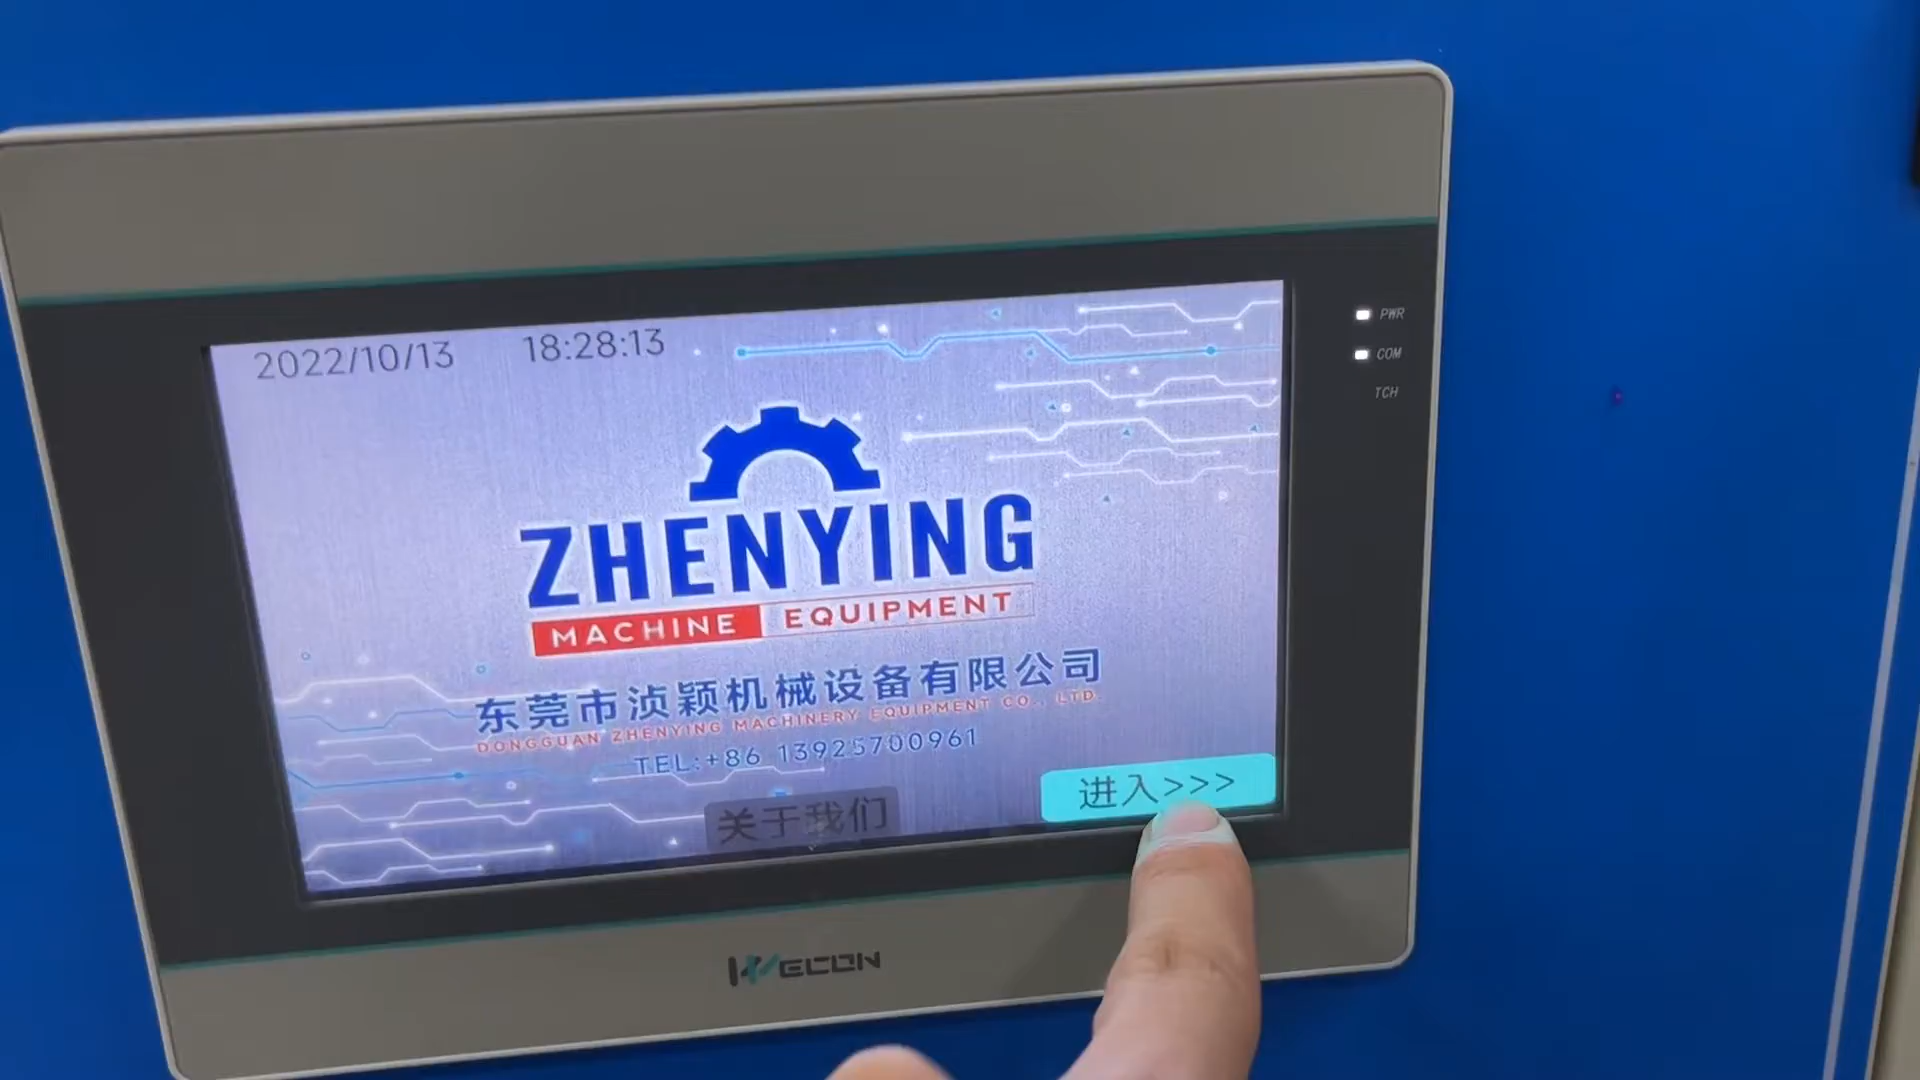 2022/10/13 18:28:13
PWR
COM
TCH
ZHENYING
MACHINE EQUIPMENT
东莞市浈颖机械设备有限公司
DONGGUAN ZHENYING MACHINERY EQUIPMENT CO., LTD.
TEL:+86 13925700961
进入>>>
关于我们
WECON